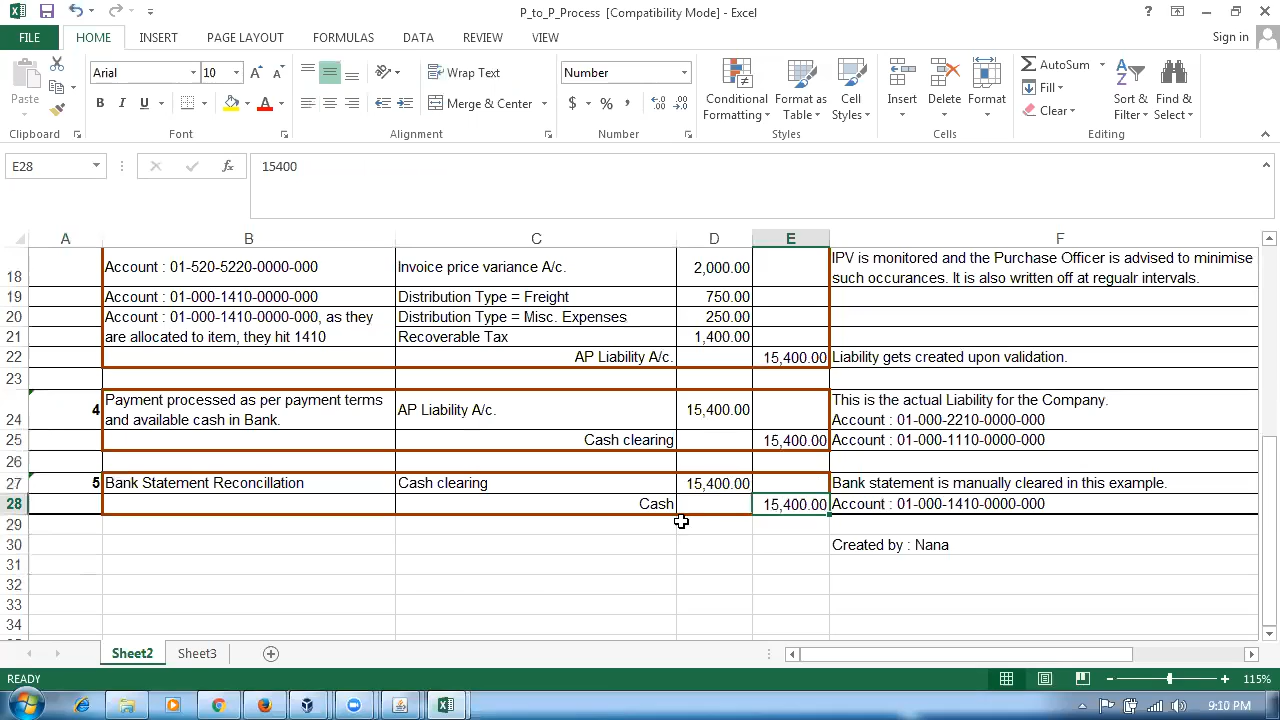 P_to_P_Process [Compatibility Mode] - Excel
FILE HOME INSERT PAGE LAYOUT FORMULAS DATA REVIEW VIEW Sign in
Paste
Arial 10
Wrap Text
Merge & Center
Number
$ % ,
Conditional Formatting
Format as Table
Cell Styles
Insert
Delete
Format
AutoSum
Fill
Clear
Sort & Filter
Find & Select
Clipboard Font Alignment Number Styles Cells Editing
E28 fx 15400
A B C D E F
18 Account : 01-520-5220-0000-000 Invoice price variance A/c. 2,000.00 IPV is monitored and the Purchase Officer is advised to minimise
such occurances. It is also written off at regualr intervals.
19 Account : 01-000-1410-0000-000 Distribution Type = Freight 750.00
20 Account : 01-000-1410-0000-000, as they Distribution Type = Misc. Expenses 250.00
21 are allocated to item, they hit 1410 Recoverable Tax 1,400.00
22 AP Liability A/c. 15,400.00 Liability gets created upon validation.
23
24 4 Payment processed as per payment terms
and available cash in Bank. AP Liability A/c. 15,400.00 This is the actual Liability for the Company.
Account : 01-000-2210-0000-000
25 Cash clearing 15,400.00 Account : 01-000-1110-0000-000
26
27 5 Bank Statement Reconcillation Cash clearing 15,400.00 Bank statement is manually cleared in this example.
28 Cash 15,400.00 Account : 01-000-1410-0000-000
29
30 Created by : Nana
31
32
33
34
Sheet2 Sheet3
READY 115%
9:10 PM